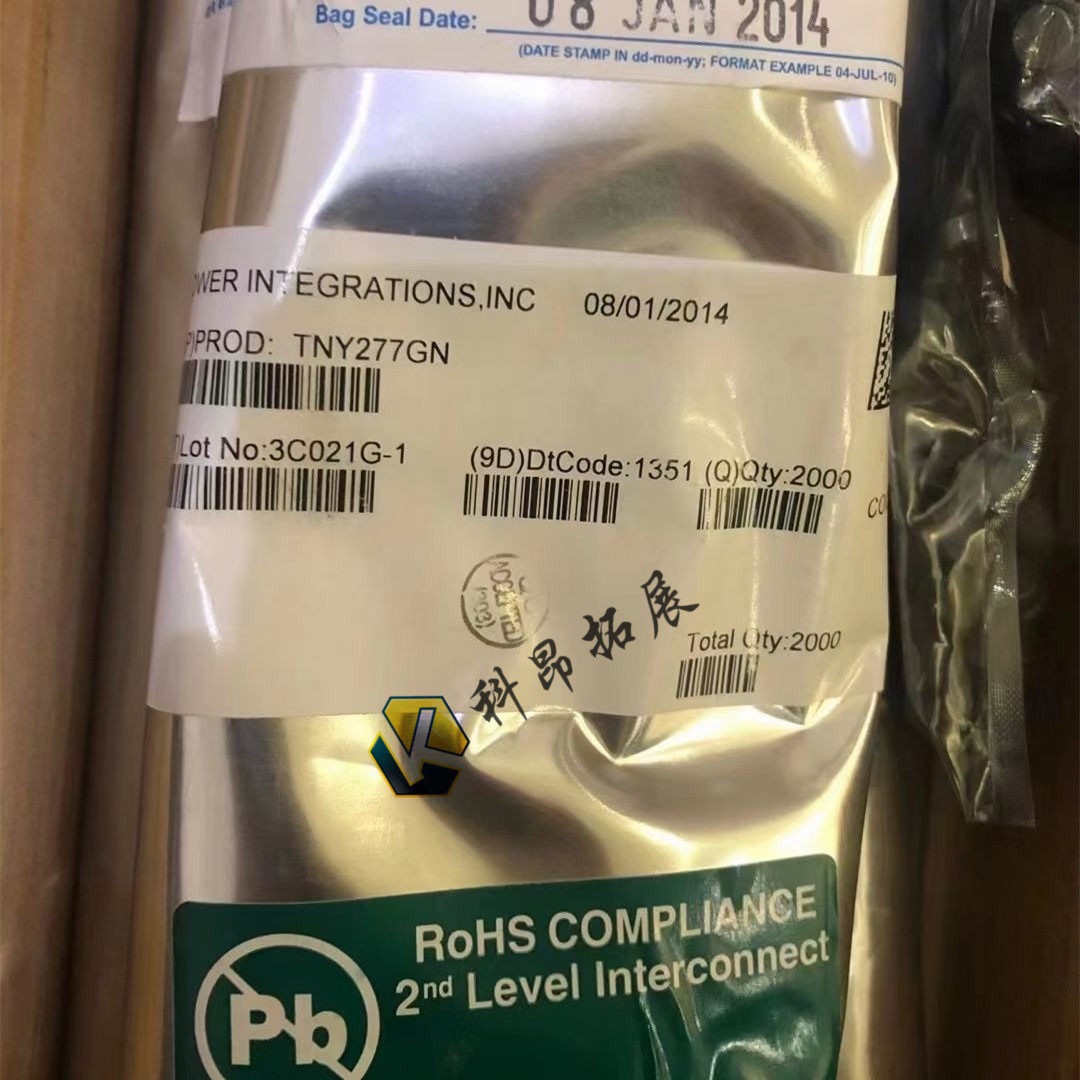 Bag Seal Date: 08 JAN 2014
(DATE STAMP IN dd-mon-yy; FORMAT EXAMPLE 04-JUL-10)
OWER INTEGRATIONS,INC 08/01/2014
P)PROD: TNY277GN
)Lot No:3C021G-1 (9D)DtCode:1351 (Q)Qty:2000
CO
科昂拓展
Total Qty:2000
K
RoHS COMPLIANCE
2nd Level Interconnect
Pb